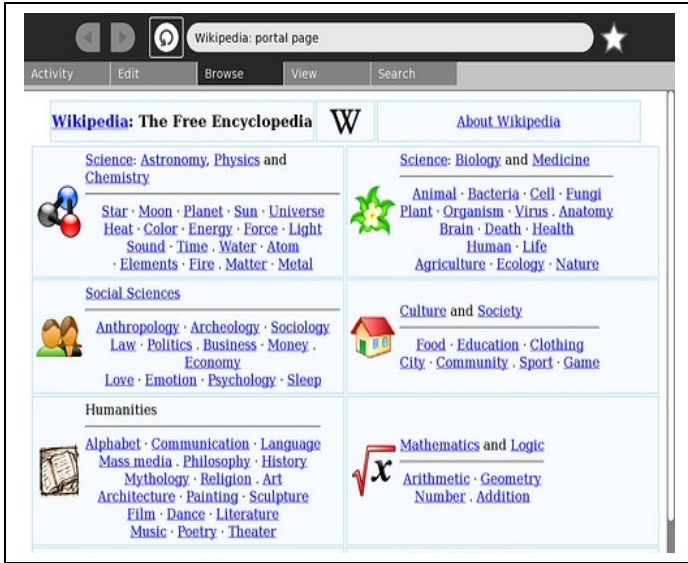 Wikipedia: portal page
Activity Edit Browse View Search
Wikipedia: The Free Encyclopedia
W
About Wikipedia
Science: Astronomy, Physics and
Chemistry
Star · Moon · Planet · Sun · Universe
Heat · Color · Energy · Force · Light
Sound · Time . Water · Atom
· Elements · Fire . Matter · Metal
Science: Biology and Medicine
Animal · Bacteria · Cell · Fungi
Plant · Organism · Virus . Anatomy
Brain · Death · Health
Human · Life
Agriculture · Ecology · Nature
Social Sciences
Anthropology · Archeology · Sociology
Law · Politics . Business · Money .
Economy
Love · Emotion · Psychology · Sleep
Culture and Society
Food · Education · Clothing
City · Community . Sport · Game
Humanities
Alphabet · Communication · Language
Mass media . Philosophy · History
Mythology · Religion . Art
Architecture · Painting · Sculpture
Film · Dance · Literature
Music · Poetry · Theater
Mathematics and Logic
x
Arithmetic · Geometry
Number . Addition